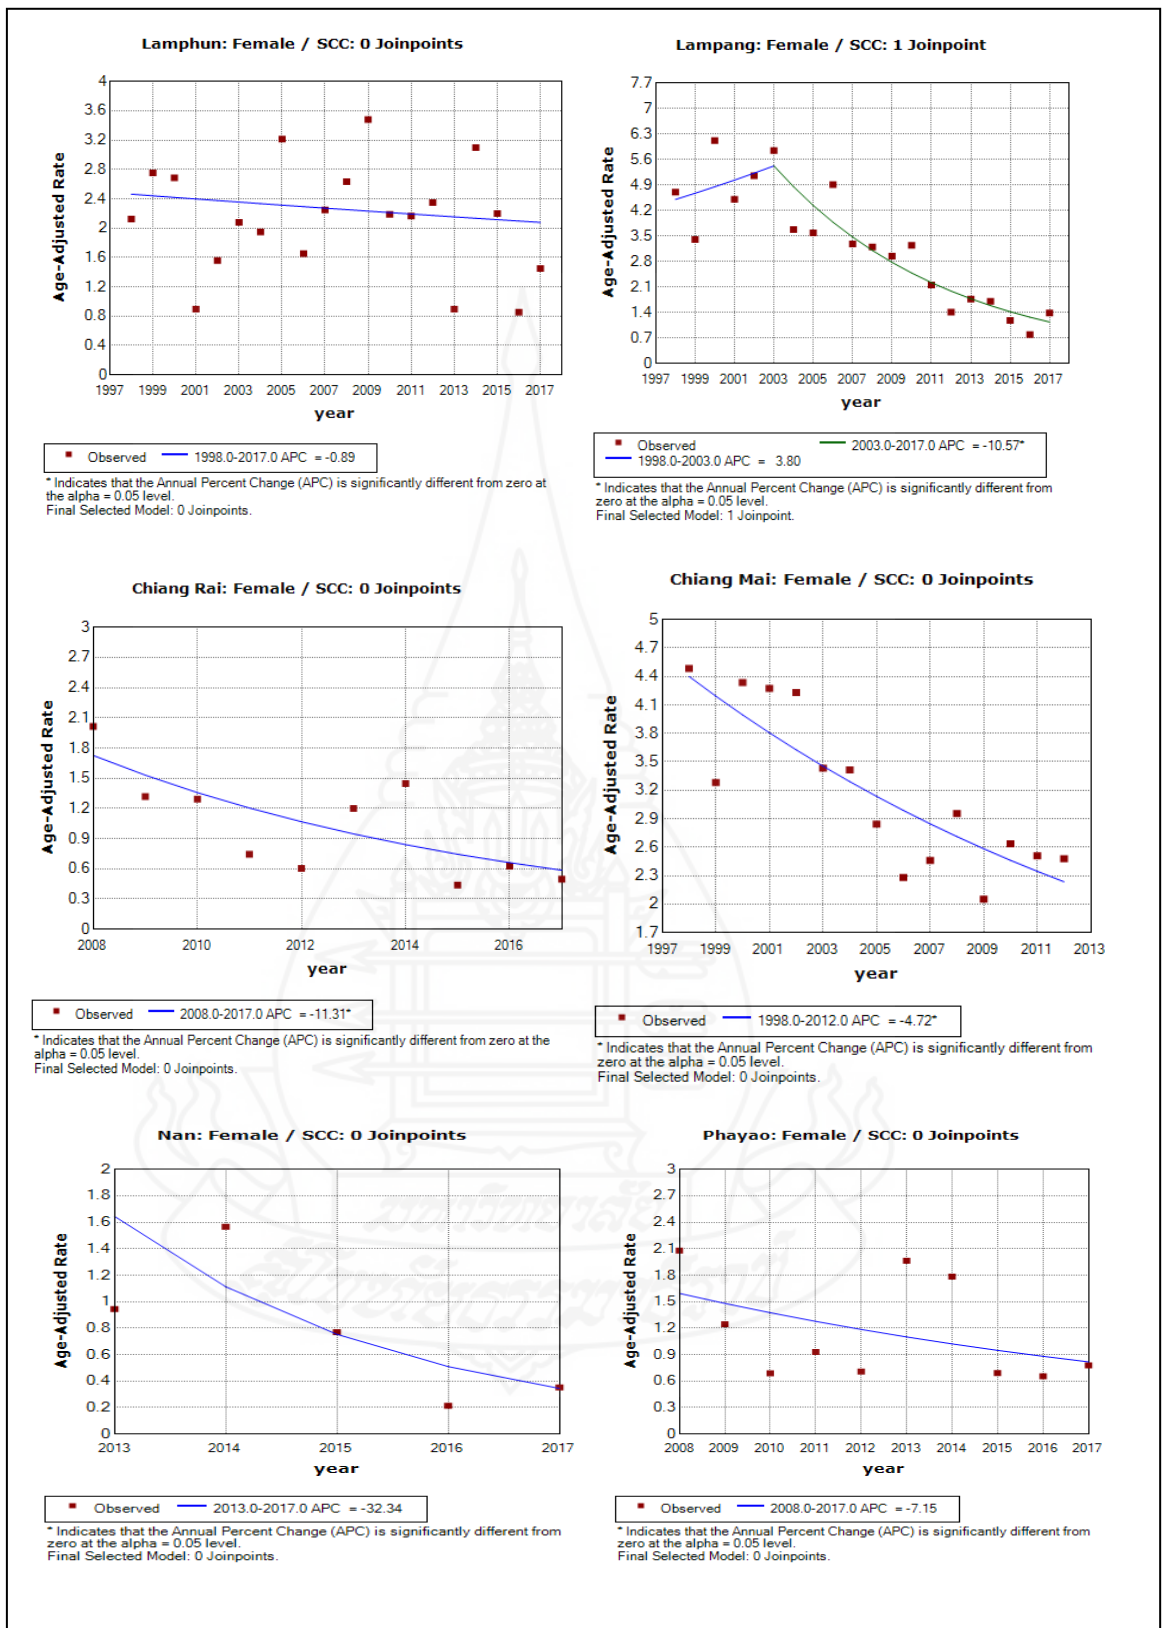 Lamphun: Female / SCC: 0 Joinpoints
Age-Adjusted Rate
4
3.6
3.2
2.8
2.4
2
1.6
1.2
0.8
0.4
0
1997 1999 2001 2003 2005 2007 2009 2011 2013 2015 2017
year
Observed 1998.0-2017.0 APC = -0.89
* Indicates that the Annual Percent Change (APC) is significantly different from zero at
the alpha = 0.05 level.
Final Selected Model: 0 Joinpoints.
Lampang: Female / SCC: 1 Joinpoint
Age-Adjusted Rate
7.7
7
6.3
5.6
4.9
4.2
3.5
2.8
2.1
1.4
0.7
0
1997 1999 2001 2003 2005 2007 2009 2011 2013 2015 2017
year
Observed 2003.0-2017.0 APC = -10.57*
1998.0-2003.0 APC = 3.80
* Indicates that the Annual Percent Change (APC) is significantly different from
zero at the alpha = 0.05 level.
Final Selected Model: 1 Joinpoint.
Chiang Rai: Female / SCC: 0 Joinpoints
Age-Adjusted Rate
3
2.7
2.4
2.1
1.8
1.5
1.2
0.9
0.6
0.3
0
2008 2010 2012 2014 2016
year
Observed 2008.0-2017.0 APC = -11.31*
* Indicates that the Annual Percent Change (APC) is significantly different from zero at the
alpha = 0.05 level.
Final Selected Model: 0 Joinpoints.
Chiang Mai: Female / SCC: 0 Joinpoints
Age-Adjusted Rate
5
4.7
4.4
4.1
3.8
3.5
3.2
2.9
2.6
2.3
2
1.7
1997 1999 2001 2003 2005 2007 2009 2011 2013
year
Observed 1998.0-2012.0 APC = -4.72*
* Indicates that the Annual Percent Change (APC) is significantly different from
zero at the alpha = 0.05 level.
Final Selected Model: 0 Joinpoints.
Nan: Female / SCC: 0 Joinpoints
Age-Adjusted Rate
2
1.8
1.6
1.4
1.2
1
0.8
0.6
0.4
0.2
0
2013 2014 2015 2016 2017
year
Observed 2013.0-2017.0 APC = -32.34
* Indicates that the Annual Percent Change (APC) is significantly different from
zero at the alpha = 0.05 level.
Final Selected Model: 0 Joinpoints.
Phayao: Female / SCC: 0 Joinpoints
Age-Adjusted Rate
3
2.7
2.4
2.1
1.8
1.5
1.2
0.9
0.6
0.3
0
2008 2009 2010 2011 2012 2013 2014 2015 2016 2017
year
Observed 2008.0-2017.0 APC = -7.15
* Indicates that the Annual Percent Change (APC) is significantly different from
zero at the alpha = 0.05 level.
Final Selected Model: 0 Joinpoints.